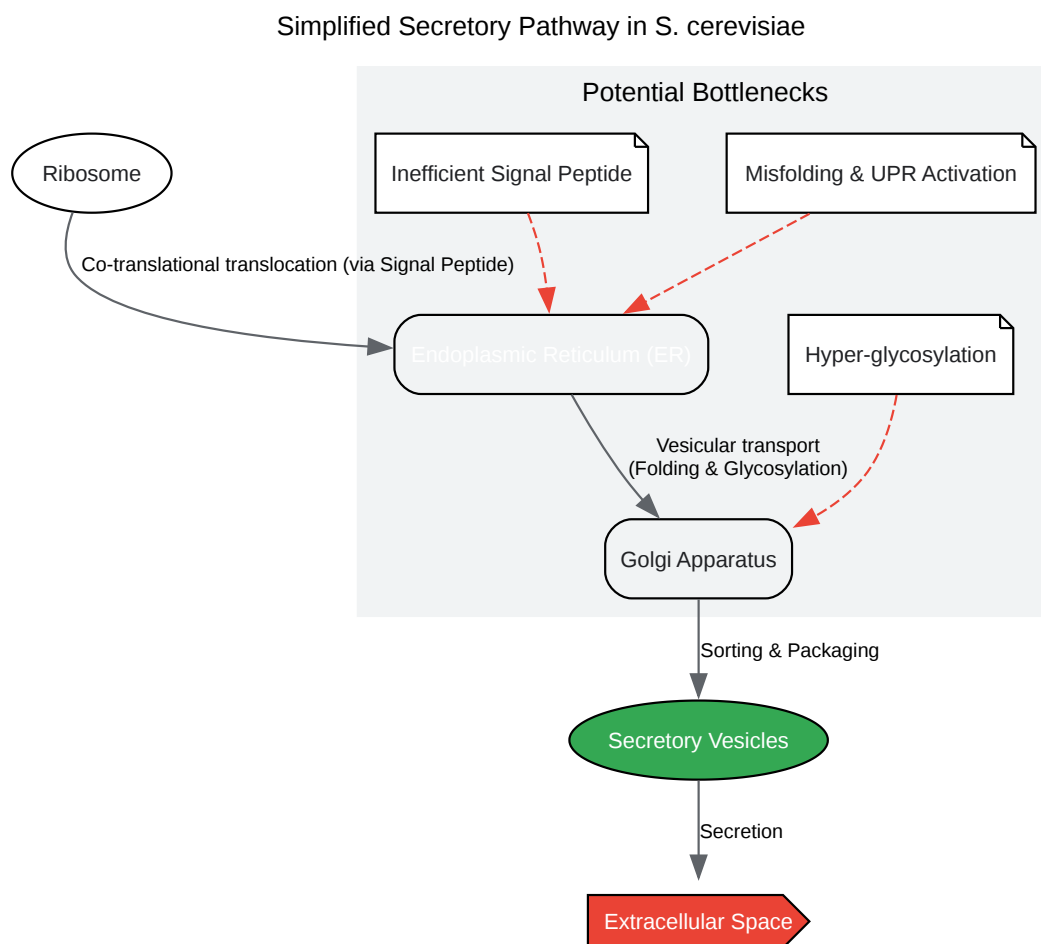 Simplified Secretory Pathway in S. cerevisiae
Potential Bottlenecks
Ribosome
Inefficient Signal Peptide
Misfolding & UPR Activation
Co-translational translocation (via Signal Peptide)
Endoplasmic Reticulum (ER)
Hyper-glycosylation
Vesicular transport
(Folding & Glycosylation)
Golgi Apparatus
Sorting & Packaging
Secretory Vesicles
Secretion
Extracellular Space